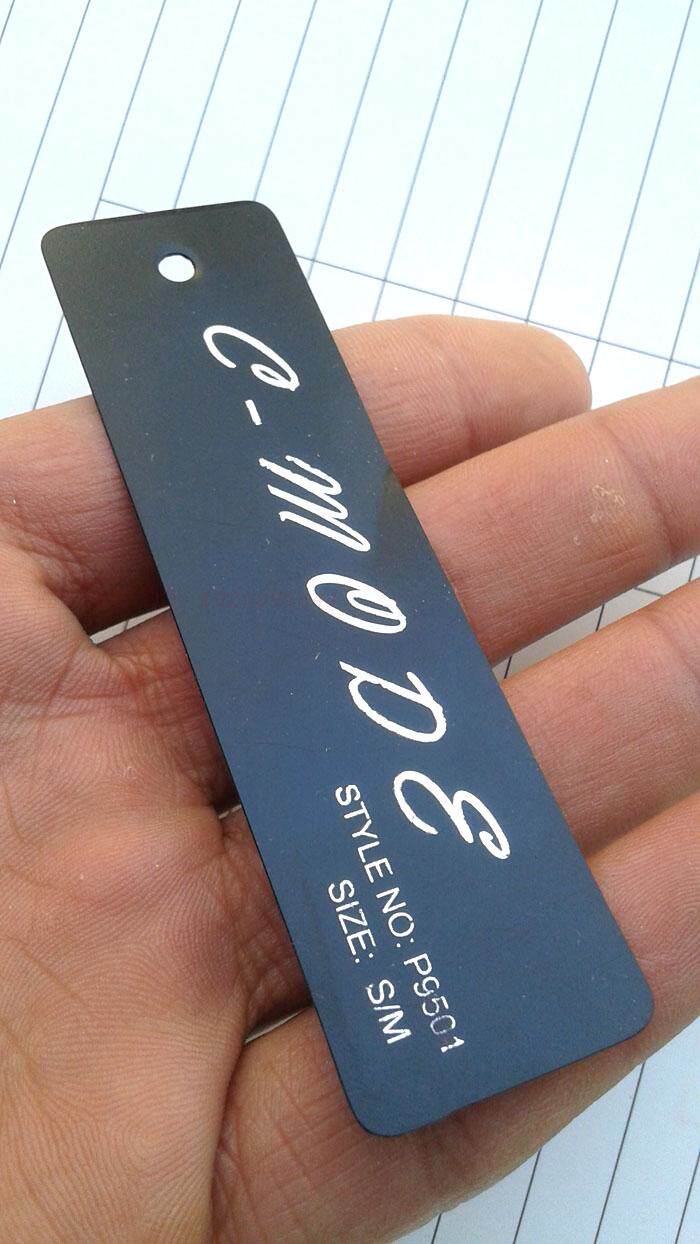 C-MODE
STYLE NO: P9501
SIZE: S/M